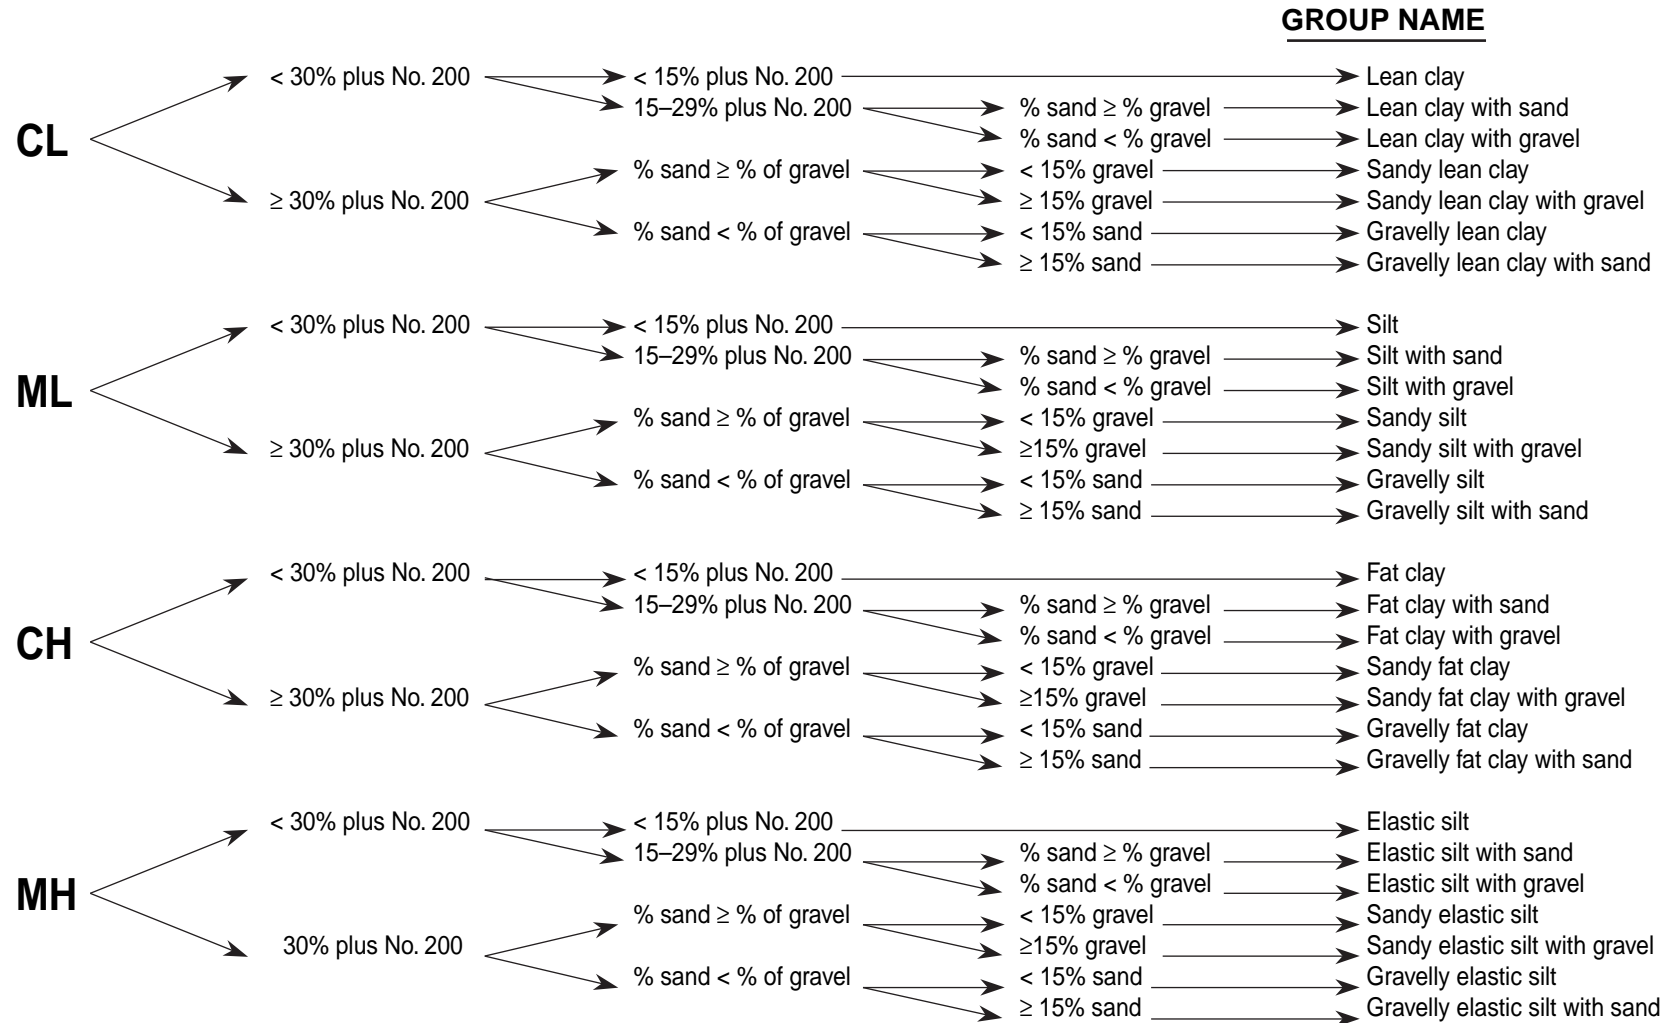 GROUP NAME
< 30% plus No. 200 < 15% plus No. 200 Lean clay
15–29% plus No. 200 % sand ≥ % gravel Lean clay with sand
CL % sand < % gravel Lean clay with gravel
% sand ≥ % of gravel < 15% gravel Sandy lean clay
≥ 30% plus No. 200 ≥ 15% gravel Sandy lean clay with gravel
% sand < % of gravel < 15% sand Gravelly lean clay
≥ 15% sand Gravelly lean clay with sand
< 30% plus No. 200 < 15% plus No. 200 Silt
15–29% plus No. 200 % sand ≥ % gravel Silt with sand
ML % sand < % gravel Silt with gravel
% sand ≥ % of gravel < 15% gravel Sandy silt
≥ 30% plus No. 200 ≥15% gravel Sandy silt with gravel
% sand < % of gravel < 15% sand Gravelly silt
≥ 15% sand Gravelly silt with sand
< 30% plus No. 200 < 15% plus No. 200 Fat clay
15–29% plus No. 200 % sand ≥ % gravel Fat clay with sand
CH % sand < % gravel Fat clay with gravel
% sand ≥ % of gravel < 15% gravel Sandy fat clay
≥ 30% plus No. 200 ≥15% gravel Sandy fat clay with gravel
% sand < % of gravel < 15% sand Gravelly fat clay
≥ 15% sand Gravelly fat clay with sand
< 30% plus No. 200 < 15% plus No. 200 Elastic silt
15–29% plus No. 200 % sand ≥ % gravel Elastic silt with sand
MH % sand < % gravel Elastic silt with gravel
% sand ≥ % of gravel < 15% gravel Sandy elastic silt
30% plus No. 200 ≥15% gravel Sandy elastic silt with gravel
% sand < % of gravel < 15% sand Gravelly elastic silt
≥ 15% sand Gravelly elastic silt with sand